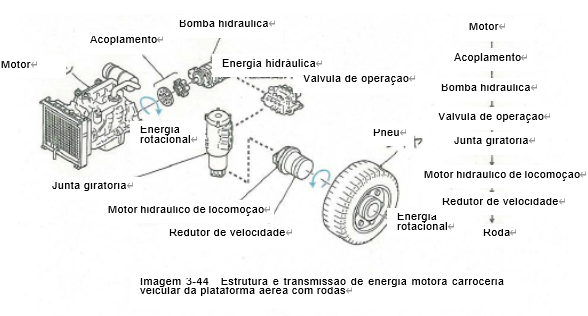 Bomba hidráulica
Acoplamento
Motor
Energia hidráulica
Válvula de operação
Energia
rotacional
Pneu
Junta giratória
Motor hidráulico de locomoção
Redutor de velocidade
Energia
rotacional
Motor
Acoplamento
Bomba hidráulica
Válvula de operação
Junta giratória
Motor hidráulico de locomoção
Redutor de velocidade
Roda
Imagem 3-44 Estrutura e transmissão de energia motora carroceria
veicular da plataforma aérea com rodas